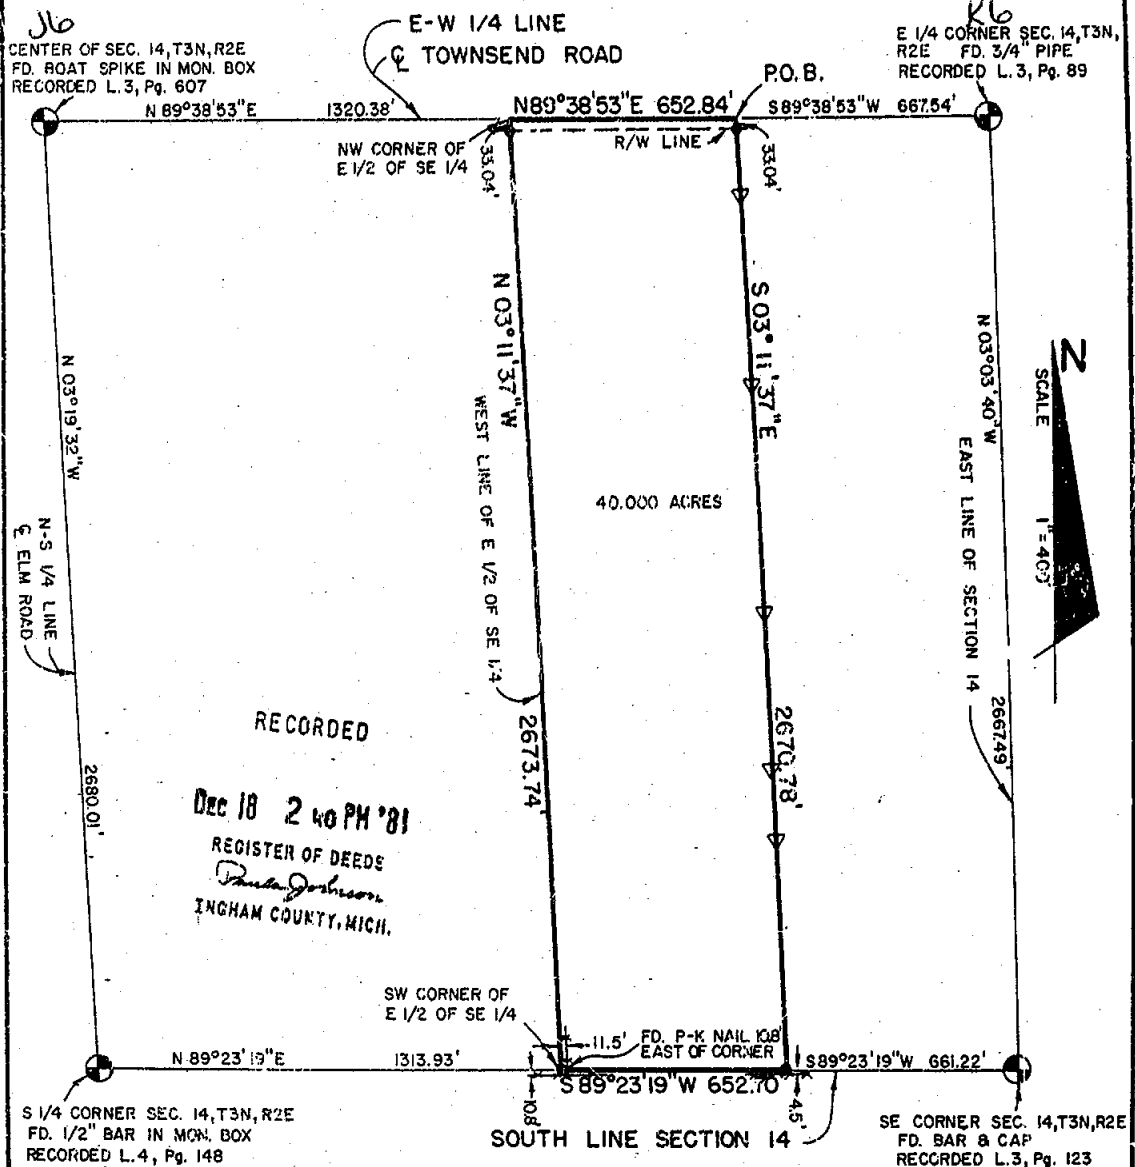 J6
CENTER OF SEC. 14, T3N, R2E
FD. BOAT SPIKE IN MON. BOX
RECORDED L.3, Pg. 607
E-W 1/4 LINE
℄ TOWNSEND ROAD
K6
E 1/4 CORNER SEC. 14, T3N,
R2E FD. 3/4" PIPE
RECORDED L.3, Pg. 89
P.O.B.
N 89°38'53"E 1320.38'
N89°38'53"E 652.84'
S89°38'53"W 667.54'
NW CORNER OF
E 1/2 OF SE 1/4
33.04'
R/W LINE
33.04'
N 03°19'32"W
N 03°11'37"W
S 03°11'37"E
N 03°03'40"W
N
SCALE 1"=400'
WEST LINE OF E 1/2 OF SE 1/4
EAST LINE OF SECTION 14
40.000 ACRES
N-S 1/4 LINE
℄ ELM ROAD
2680.01'
2673.74'
2670.78'
2667.49'
RECORDED
DEC 18 2 40 PM '81
REGISTER OF DEEDS
Paula Johnson
INGHAM COUNTY, MICH.
SW CORNER OF
E 1/2 OF SE 1/4
11.5'
FD. P-K NAIL 10.8'
EAST OF CORNER
N 89°23'19"E 1313.93'
S 89°23'19"W 652.70'
S89°23'19"W 661.22'
10.8'
4.5'
SOUTH LINE SECTION 14
S 1/4 CORNER SEC. 14, T3N, R2E
FD. 1/2" BAR IN MON. BOX
RECORDED L.4, Pg. 148
SE CORNER SEC. 14, T3N, R2E
FD. BAR & CAP
RECORDED L.3, Pg. 123